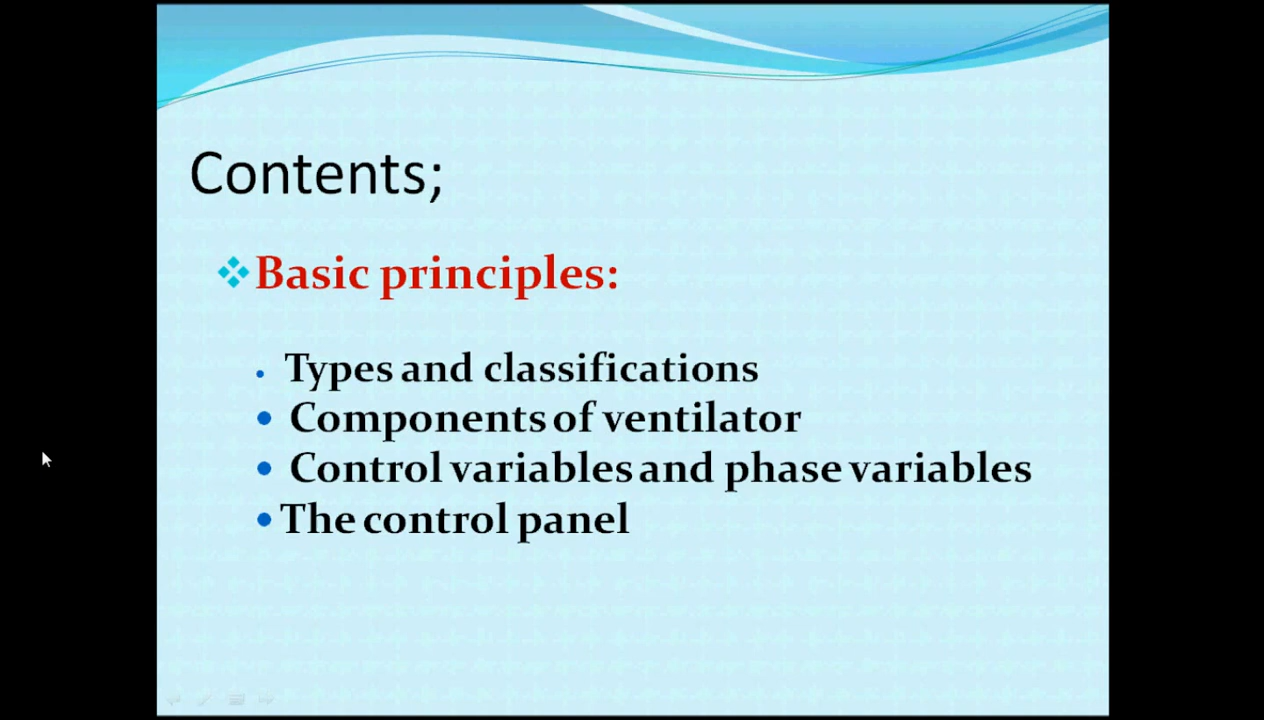 Contents;
Basic principles:
Types and classifications
Components of ventilator
Control variables and phase variables
The control panel